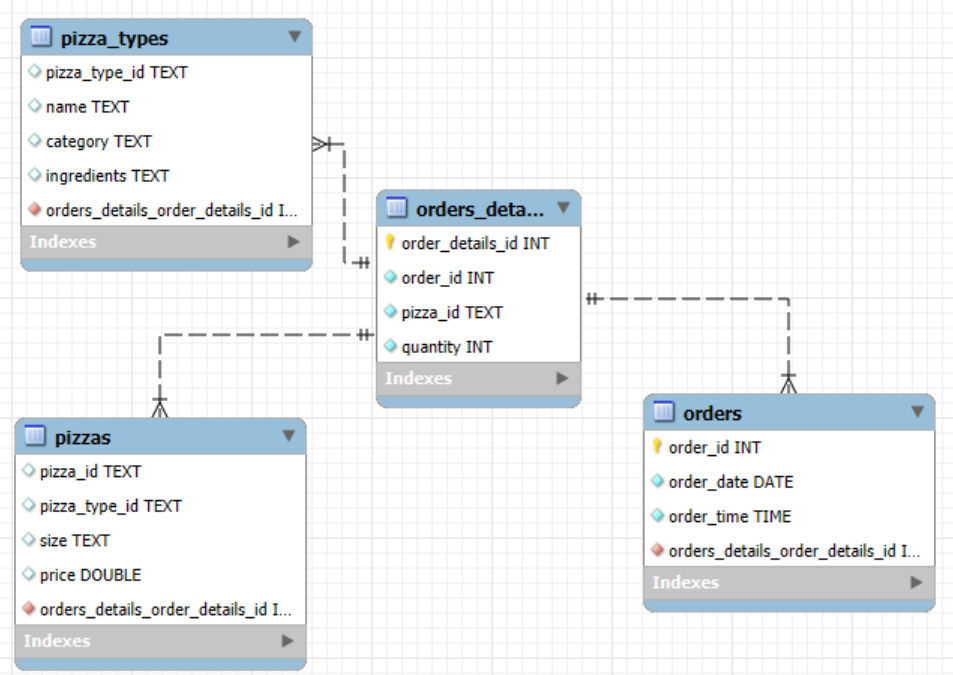 pizza_types
pizza_type_id TEXT
name TEXT
category TEXT
ingredients TEXT
orders_details_order_details_id I...
Indexes
orders_deta...
order_details_id INT
order_id INT
pizza_id TEXT
quantity INT
Indexes
pizzas
pizza_id TEXT
pizza_type_id TEXT
size TEXT
price DOUBLE
orders_details_order_details_id I...
Indexes
orders
order_id INT
order_date DATE
order_time TIME
orders_details_order_details_id I...
Indexes